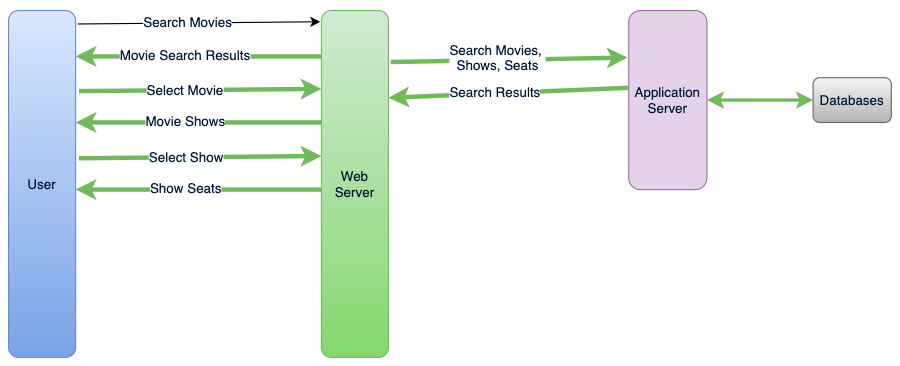 Search Movies
Movie Search Results
Select Movie
Movie Shows
Select Show
Show Seats
User
Web
Server
Search Movies,
Shows, Seats
Search Results
Application
Server
Databases